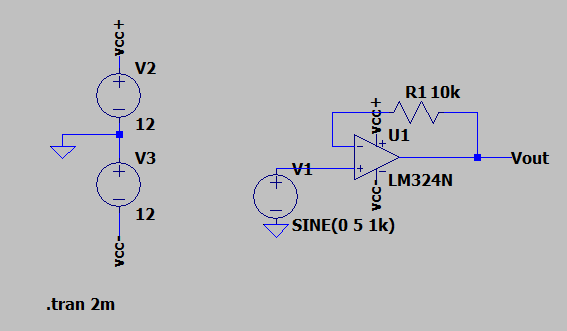 VCC+
V2
12
V3
12
VCC-
.tran 2m
R1 10k
VCC+
U1
V1
LM324N
VCC-
SINE(0 5 1k)
Vout